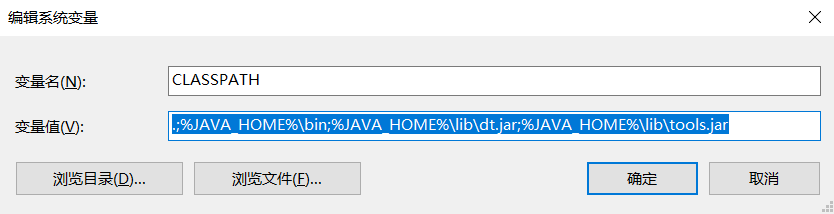 编辑系统变量
变量名(N):
CLASSPATH
变量值(V):
.;%JAVA_HOME%\bin;%JAVA_HOME%\lib\dt.jar;%JAVA_HOME%\lib\tools.jar
浏览目录(D)...
浏览文件(F)...
确定
取消